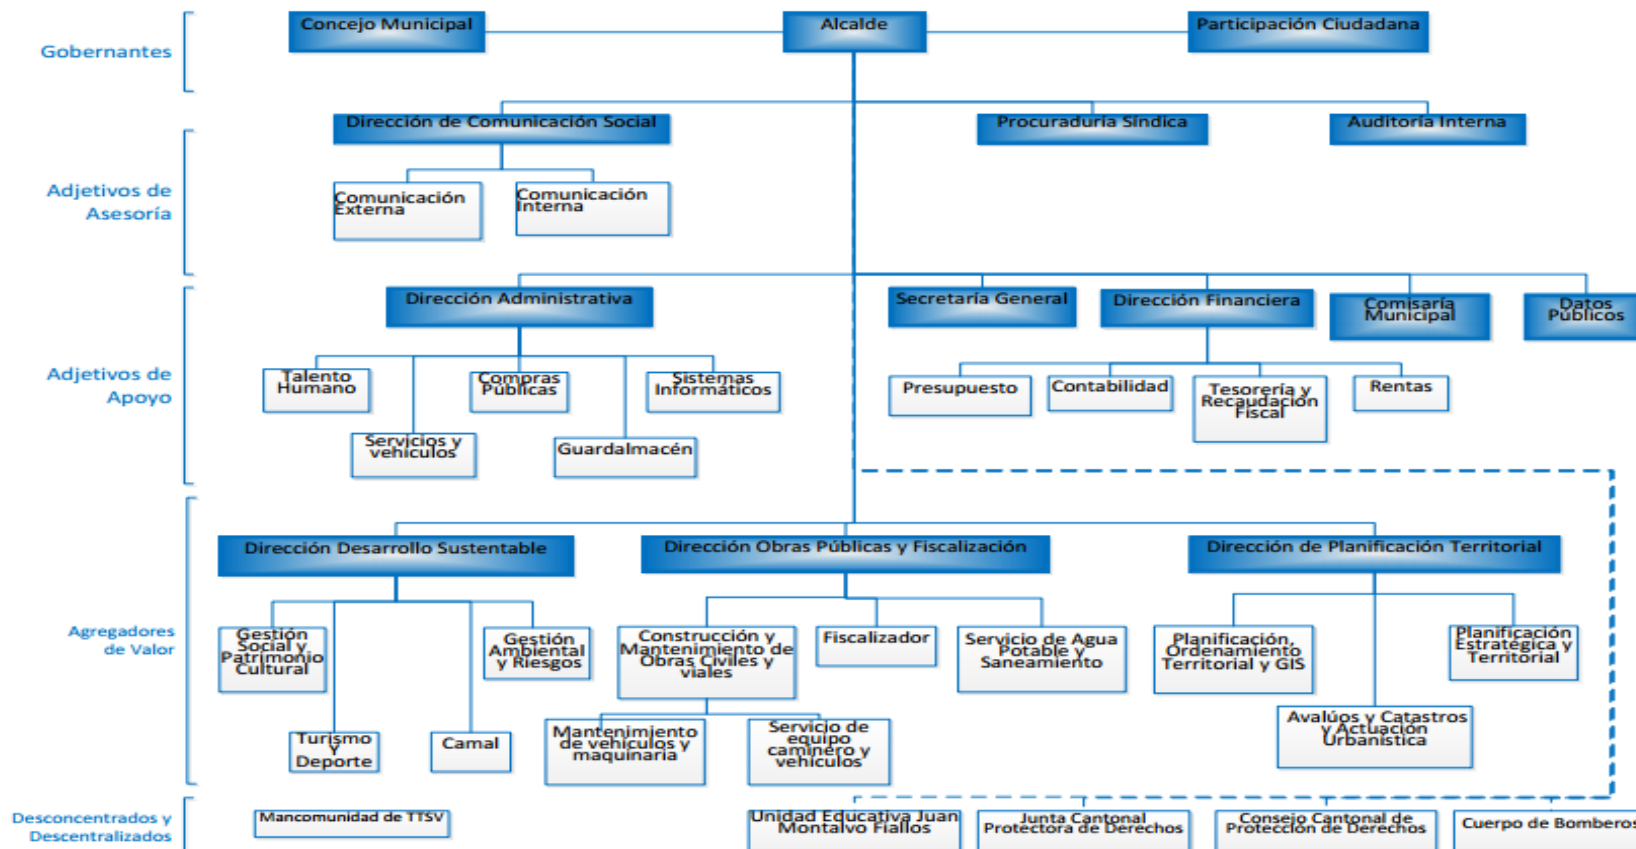 Gobernantes
Concejo Municipal
Alcalde
Participación Ciudadana
Adjetivos de
Asesoría
Dirección de Comunicación Social
Procuraduría Síndica
Auditoría Interna
Comunicación
Externa
Comunicación
Interna
Adjetivos de
Apoyo
Dirección Administrativa
Secretaría General
Dirección Financiera
Comisaría
Municipal
Datos
Públicos
Talento
Humano
Compras
Públicas
Sistemas
Informáticos
Servicios y
vehículos
Guardalmacén
Presupuesto
Contabilidad
Tesorería y
Recaudación
Fiscal
Rentas
Agregadores
de Valor
Dirección Desarrollo Sustentable
Dirección Obras Públicas y Fiscalización
Dirección de Planificación Territorial
Gestión
Social y
Patrimonio
Cultural
Gestión
Ambiental
y Riesgos
Turismo
y
Deporte
Camal
Construcción y
Mantenimiento de
Obras Civiles y
viales
Fiscalizador
Servicio de Agua
Potable y
Saneamiento
Mantenimiento
de vehículos y
maquinaria
Servicio de
equipo
caminero y
vehículos
Planificación,
Ordenamiento
Territorial y GIS
Planificación
Estratégica y
Territorial
Avalúos y Catastros
y Actuación
Urbanística
Desconcentrados y
Descentralizados
Mancomunidad de TTSV
Unidad Educativa Juan
Montalvo Fiallos
Junta Cantonal
Protectora de Derechos
Consejo Cantonal de
Protección de Derechos
Cuerpo de Bomberos